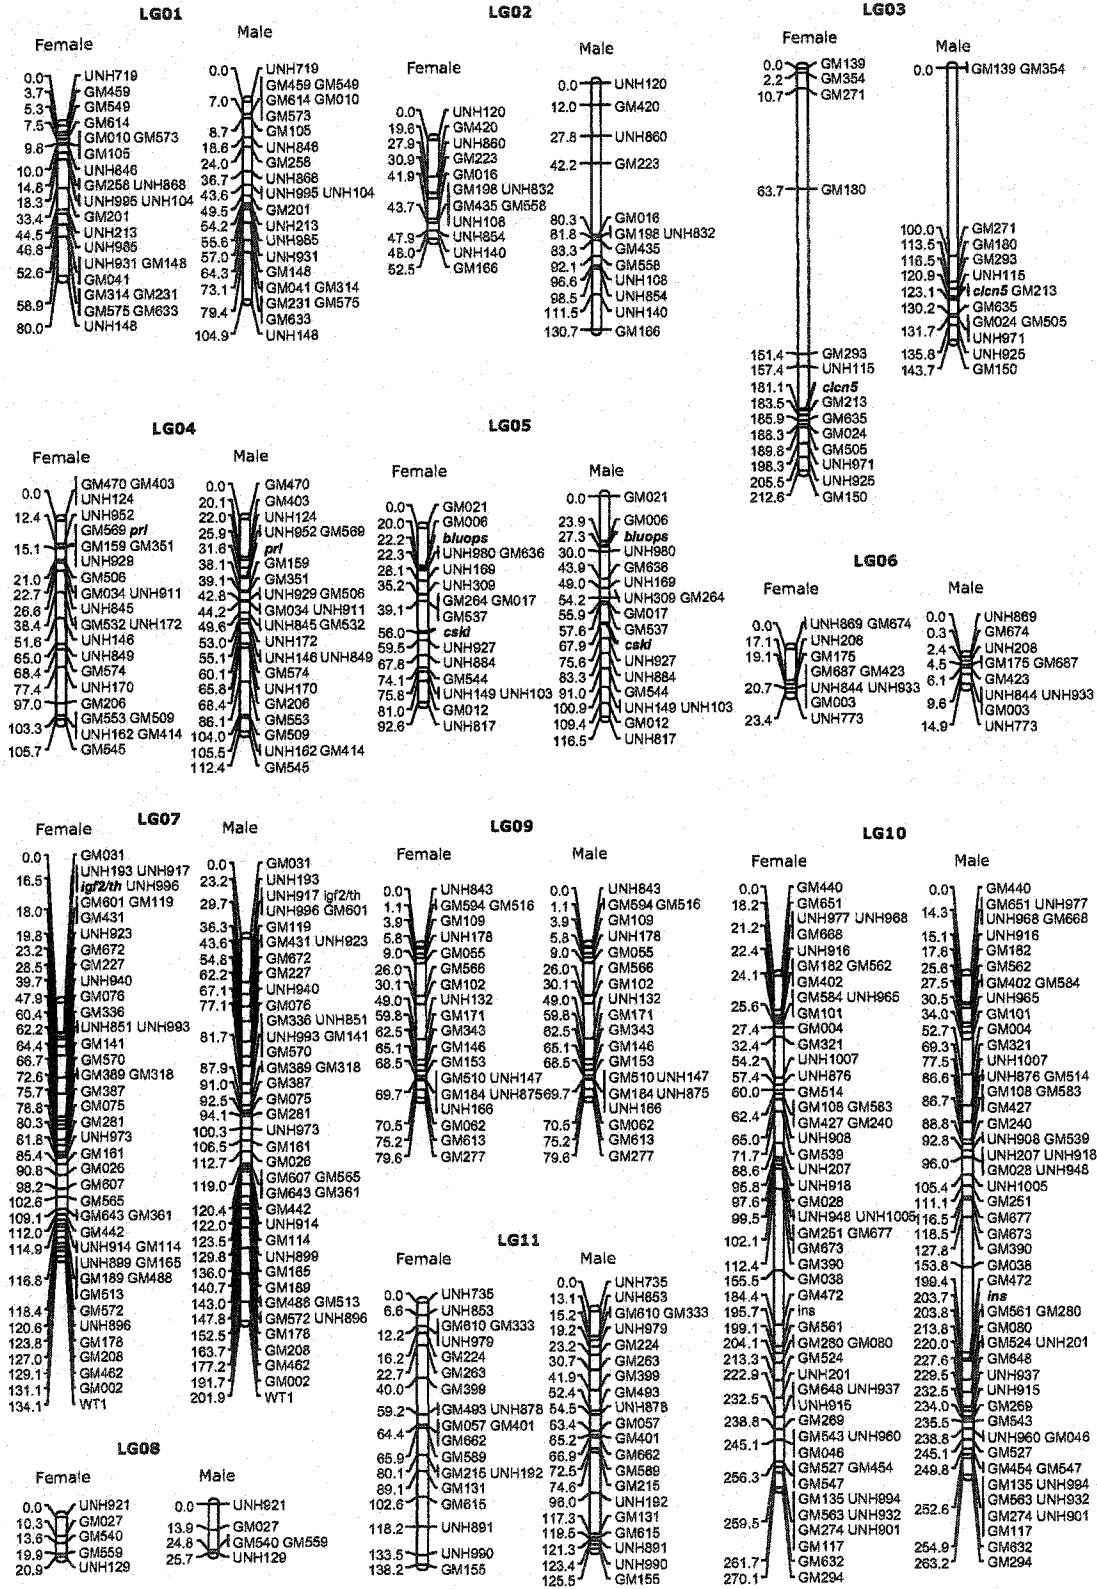 LG01
Female
0.0 UNH719
3.7 GM459
5.3 GM549
7.5 GM614
9.8 GM010 GM573
GM105
10.0 UNH846
14.8 GM258 UNH868
18.3 UNH995 UNH104
33.4 GM201
44.5 UNH213
46.8 UNH985
52.6 UNH931 GM148
GM041
58.9 GM314 GM231
GM575 GM633
80.0 UNH148
Male
0.0 UNH719
GM459 GM549
7.0 GM614 GM010
GM573
8.7 GM105
18.6 UNH846
24.0 GM258
36.7 UNH868
43.6 UNH995 UNH104
49.5 GM201
54.2 UNH213
55.6 UNH985
57.0 UNH931
64.3 GM148
73.1 GM041 GM314
79.4 GM231 GM575
GM633
104.9 UNH148
LG02
Female
0.0 UNH120
19.6 GM420
27.9 UNH860
30.9 GM223
41.9 GM016
GM198 UNH832
43.7 GM435 GM558
UNH108
47.9 UNH854
48.0 UNH140
52.5 GM166
Male
0.0 UNH120
12.0 GM420
27.8 UNH860
42.2 GM223
80.3 GM016
81.8 GM198 UNH832
83.3 GM435
92.1 GM558
96.6 UNH108
98.5 UNH854
111.5 UNH140
130.7 GM166
LG03
Female
0.0 GM139
2.2 GM354
10.7 GM271
63.7 GM180
151.4 GM293
157.4 UNH115
181.1 clcn5
183.5 GM213
185.9 GM635
188.3 GM024
189.8 GM505
198.3 UNH971
205.5 UNH925
212.6 GM150
Male
0.0 GM139 GM354
100.0 GM271
113.5 GM180
116.5 GM293
120.9 UNH115
123.1 clcn5 GM213
130.2 GM635
131.7 GM024 GM505
UNH971
135.8 UNH925
143.7 GM150
LG04
Female
0.0 GM470 GM403
UNH124
12.4 UNH952
GM569 prl
15.1 GM159 GM351
UNH929
21.0 GM506
22.7 GM034 UNH911
26.6 UNH845
38.4 GM532 UNH172
51.6 UNH146
65.0 UNH849
68.4 GM574
77.4 UNH170
97.0 GM206
103.3 GM553 GM509
UNH162 GM414
105.7 GM545
Male
0.0 GM470
20.1 GM403
22.0 UNH124
25.9 UNH952 GM569
31.6 prl
38.1 GM159
39.1 GM351
42.8 UNH929 GM506
44.2 GM034 UNH911
49.6 UNH845 GM532
53.0 UNH172
55.1 UNH146 UNH849
60.1 GM574
65.8 UNH170
68.4 GM206
86.1 GM553
104.0 GM509
105.5 UNH162 GM414
112.4 GM545
LG05
Female
0.0 GM021
20.0 GM006
22.2 bluops
22.3 UNH980 GM636
28.1 UNH169
35.2 UNH309
39.1 GM264 GM017
GM537
56.0 cski
59.5 UNH927
67.8 UNH884
74.1 GM544
75.8 UNH149 UNH103
81.0 GM012
92.6 UNH817
Male
0.0 GM021
23.9 GM006
27.3 bluops
30.0 UNH980
43.9 GM636
49.0 UNH169
54.2 UNH309 GM264
55.9 GM017
57.6 GM537
67.9 cski
75.6 UNH927
83.3 UNH884
91.0 GM544
100.9 UNH149 UNH103
109.4 GM012
116.5 UNH817
LG06
Female
0.0 UNH869 GM674
17.1 UNH208
19.1 GM175
GM687 GM423
20.7 UNH844 UNH933
GM003
23.4 UNH773
Male
0.0 UNH869
0.3 GM674
2.4 UNH208
4.5 GM175 GM687
6.1 GM423
9.6 UNH844 UNH933
GM003
14.9 UNH773
LG07
Female
0.0 GM031
16.5 UNH193 UNH917
igf2/th UNH996
18.0 GM601 GM119
GM431
19.8 UNH923
23.2 GM672
28.5 GM227
39.7 UNH940
47.9 GM076
60.4 GM336
62.2 UNH851 UNH993
64.4 GM141
66.7 GM570
72.6 GM389 GM318
75.7 GM387
78.8 GM075
80.3 GM281
81.8 UNH973
85.4 GM161
90.8 GM026
98.2 GM607
102.6 GM565
109.1 GM643 GM361
112.0 GM442
114.9 UNH914 GM114
UNH899 GM165
116.8 GM189 GM488
GM513
118.4 GM572
120.6 UNH896
123.8 GM178
127.0 GM208
129.1 GM462
131.1 GM002
134.1 WT1
Male
0.0 GM031
23.2 UNH193
29.7 UNH917 igf2/th
UNH996 GM601
36.3 GM119
43.6 GM431 UNH923
54.8 GM672
62.2 GM227
67.1 UNH940
77.1 GM076
GM336 UNH851
81.7 UNH993 GM141
GM570
87.9 GM389 GM318
91.0 GM387
92.5 GM075
94.1 GM281
100.3 UNH973
106.5 GM161
112.7 GM026
119.0 GM607 GM565
GM643 GM361
120.4 GM442
122.0 UNH914
123.5 GM114
129.8 UNH899
136.0 GM165
140.7 GM189
143.0 GM488 GM513
147.8 GM572 UNH896
152.5 GM178
163.7 GM208
177.2 GM462
191.7 GM002
201.9 WT1
LG08
Female
0.0 UNH921
10.3 GM027
13.6 GM540
19.9 GM559
20.9 UNH129
Male
0.0 UNH921
13.9 GM027
24.8 GM540 GM559
25.7 UNH129
LG09
Female
0.0 UNH843
1.1 GM594 GM516
3.9 GM109
5.8 UNH178
9.0 GM055
26.0 GM566
30.1 GM102
49.0 UNH132
59.8 GM171
62.5 GM343
65.1 GM146
68.5 GM153
GM510 UNH147
69.7 GM184 UNH875
UNH166
70.5 GM062
75.2 GM613
79.6 GM277
Male
0.0 UNH843
1.1 GM594 GM516
3.9 GM109
5.8 UNH178
9.0 GM055
26.0 GM566
30.1 GM102
49.0 UNH132
59.8 GM171
62.5 GM343
65.1 GM146
68.5 GM153
GM510 UNH147
69.7 GM184 UNH875
UNH166
70.5 GM062
75.2 GM613
79.6 GM277
LG10
Female
0.0 GM440
18.2 GM651
21.2 UNH977 UNH968
GM668
22.4 UNH916
24.1 GM182 GM562
GM402
25.6 GM584 UNH965
GM101
27.4 GM004
32.4 GM321
54.2 UNH1007
57.4 UNH876
60.0 GM514
62.4 GM108 GM583
GM427 GM240
65.0 UNH908
71.7 GM539
88.6 UNH207
95.8 UNH918
97.6 GM028
99.5 UNH948 UNH1005
102.1 GM251 GM677
GM673
112.4 GM390
155.5 GM038
184.4 GM472
195.7 ins
199.1 GM561
204.1 GM280 GM080
213.3 GM524
222.9 UNH201
232.5 GM648 UNH937
UNH915
238.8 GM269
245.1 GM543 UNH960
GM046
256.3 GM527 GM454
GM547
GM135 UNH994
259.5 GM563 UNH932
GM274 UNH901
GM117
261.7 GM632
270.1 GM294
Male
0.0 GM440
14.3 GM651 UNH977
UNH968 GM668
15.1 UNH916
17.6 GM182
25.6 GM562
27.5 GM402 GM584
30.5 UNH965
34.0 GM101
52.7 GM004
69.3 GM321
77.5 UNH1007
86.6 UNH876 GM514
86.7 GM108 GM583
GM427
88.8 GM240
92.8 UNH908 GM539
96.0 UNH207 UNH918
GM028 UNH948
105.4 UNH1005
111.1 GM251
116.5 GM677
118.5 GM673
127.8 GM390
153.8 GM038
199.4 GM472
203.7 ins
203.8 GM561 GM280
213.8 GM080
220.0 GM524 UNH201
227.6 GM648
229.5 UNH937
232.5 UNH915
234.0 GM269
235.5 GM543
238.8 UNH960 GM046
245.1 GM527
249.8 GM454 GM547
GM135 UNH994
252.6 GM563 UNH932
GM274 UNH901
GM117
254.9 GM632
263.2 GM294
LG11
Female
0.0 UNH735
6.6 UNH853
12.2 GM610 GM333
UNH979
16.2 GM224
22.7 GM263
40.0 GM399
59.2 GM493 UNH878
64.4 GM057 GM401
GM662
65.9 GM589
80.1 GM215 UNH192
89.1 GM131
102.6 GM615
118.2 UNH891
133.5 UNH990
138.2 GM155
Male
0.0 UNH735
13.1 UNH853
15.2 GM610 GM333
19.2 UNH979
23.2 GM224
30.7 GM263
41.9 GM399
52.4 GM493
54.5 UNH878
63.4 GM057
65.2 GM401
66.9 GM662
72.5 GM589
74.6 GM215
96.0 UNH192
117.3 GM131
119.5 GM615
121.3 UNH891
123.4 UNH990
125.5 GM155